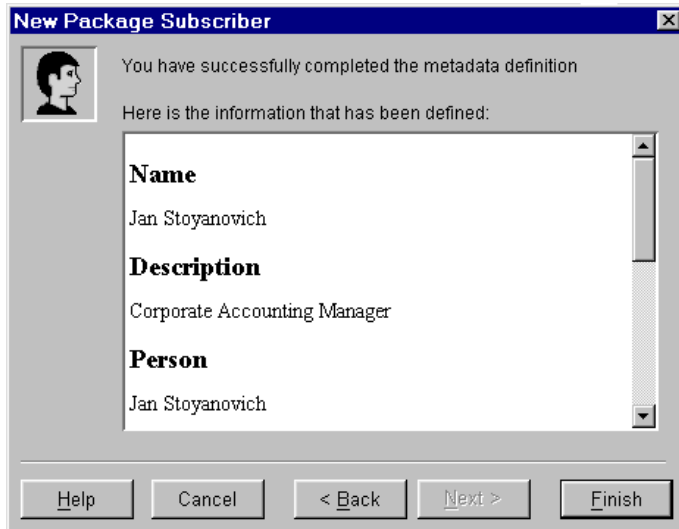 New Package Subscriber
You have successfully completed the metadata definition
Here is the information that has been defined:
Name
Jan Stoyanovich
Description
Corporate Accounting Manager
Person
Jan Stoyanovich
Help
Cancel
< Back
Next >
Finish